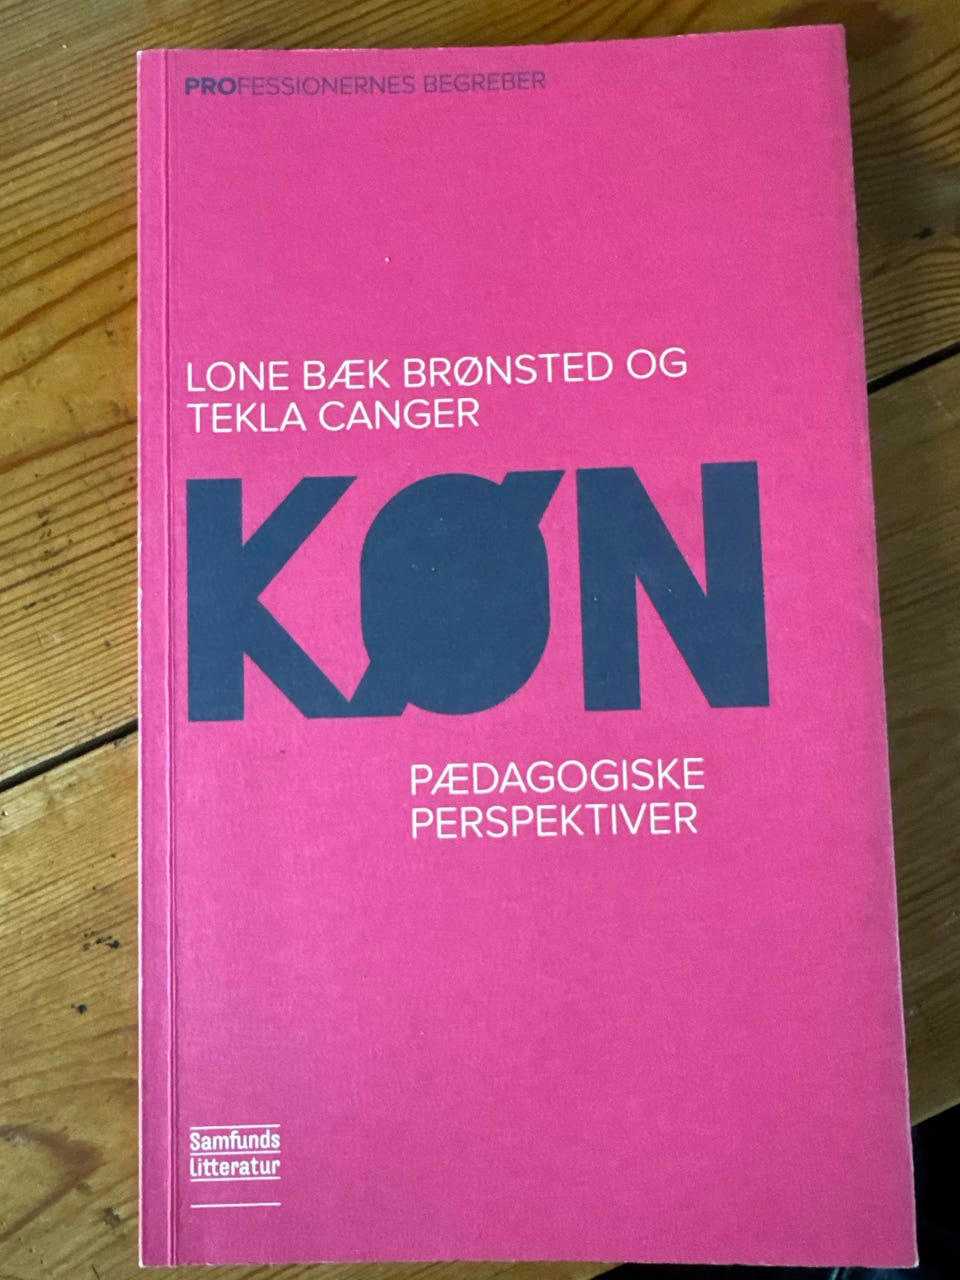 PROFESSIONERNES BEGREBER
LONE BÆK BRØNSTED OG
TEKLA CANGER
KØN
PÆDAGOGISKE
PERSPEKTIVER
Samfunds
litteratur